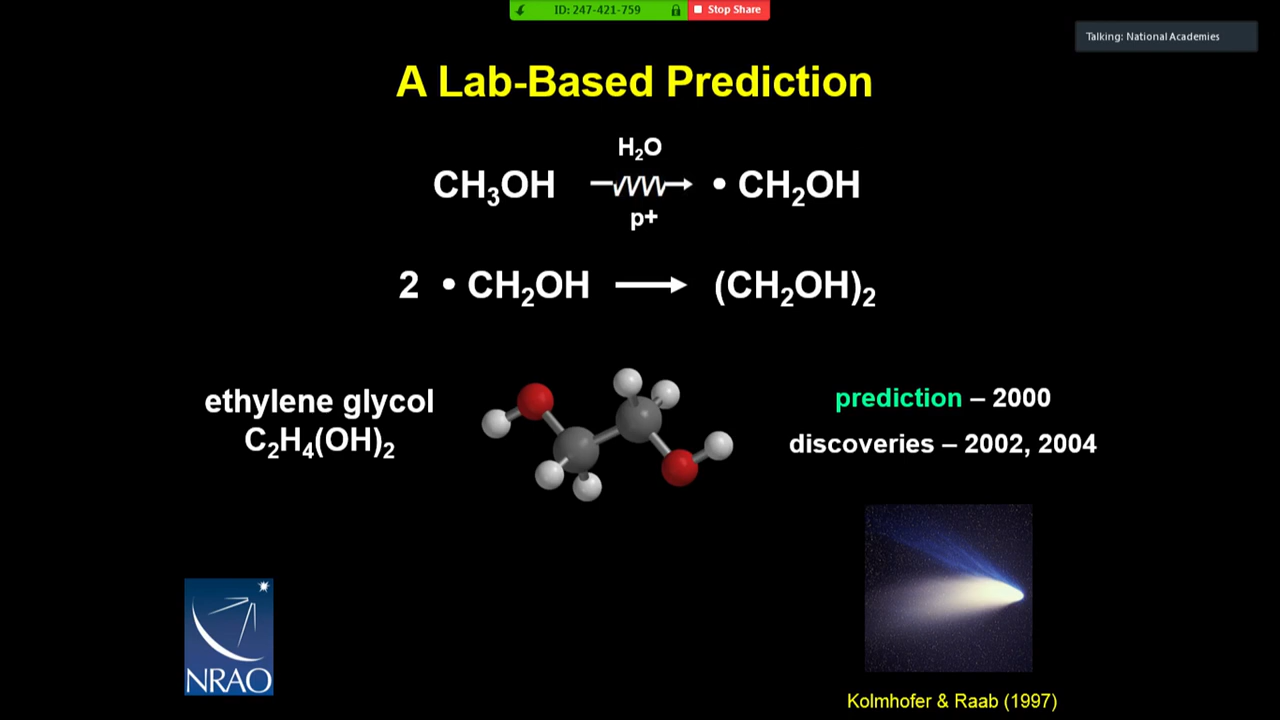 ID: 247-421-759
Stop Share
Talking: National Academies
A Lab-Based Prediction
H₂O
CH₃OH → • CH₂OH
p+
2 • CH₂OH → (CH₂OH)₂
ethylene glycol
C₂H₄(OH)₂
prediction – 2000
discoveries – 2002, 2004
NRAO
Kolmhofer & Raab (1997)